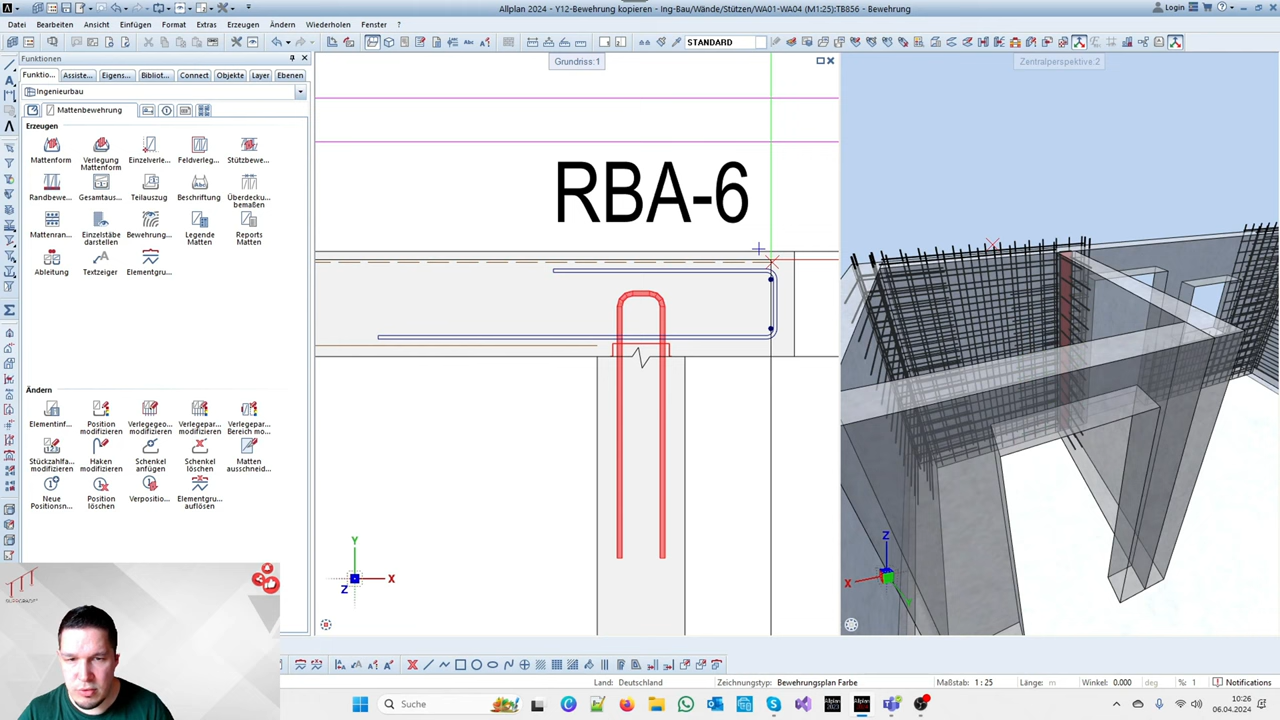 Allplan 2024 - Y12-Bewehrung kopieren - Ing-Bau/Wände/Stützen/WA01-WA04 (M1:25):TB856 - Bewehrung
Login
Datei Bearbeiten Einfügen Format Extras Erzeugen Ändern Wiederholen Fenster ?
STANDARD
Funktionen
Funktio... Assiste... Eigens... Bibliot... Connect Objekte Layer Ebenen
Ingenieurbau
Mattenbewehrung
Erzeugen
Mattenform Verlegung Mattenform Einzelverle... Feldverleg... Stützbewe...
Randbewe... Gesamtaus... Teilauszug Beschriftung Überdecku... bemaßen
Mattenran... Einzelstäbe darstellen Bewehrung... Legende Matten Reports Matten
Ableitung Textzeiger Elementgru...
Ändern
Elementinf... Position modifizieren Verlegegeo... modifizieren Verlegepar... modifizieren Verlegepar... Bereich mo...
Stückzahlfa... modifizieren Haken modifizieren Schenkel anfügen Schenkel löschen Matten ausschneid...
Neue Positionsn... Position löschen Verpositio... Elementgru... auflösen
Grundriss:1
RBA-6
Y
X
Z
Zentralperspektive:2
Z
X
Land: Deutschland Zeichnungstyp: Bewehrungsplan Farbe Maßstab: 1 : 25 Länge: m Winkel: 0.000 deg %: 1 Notifications
Suche
10:26
06.04.2024